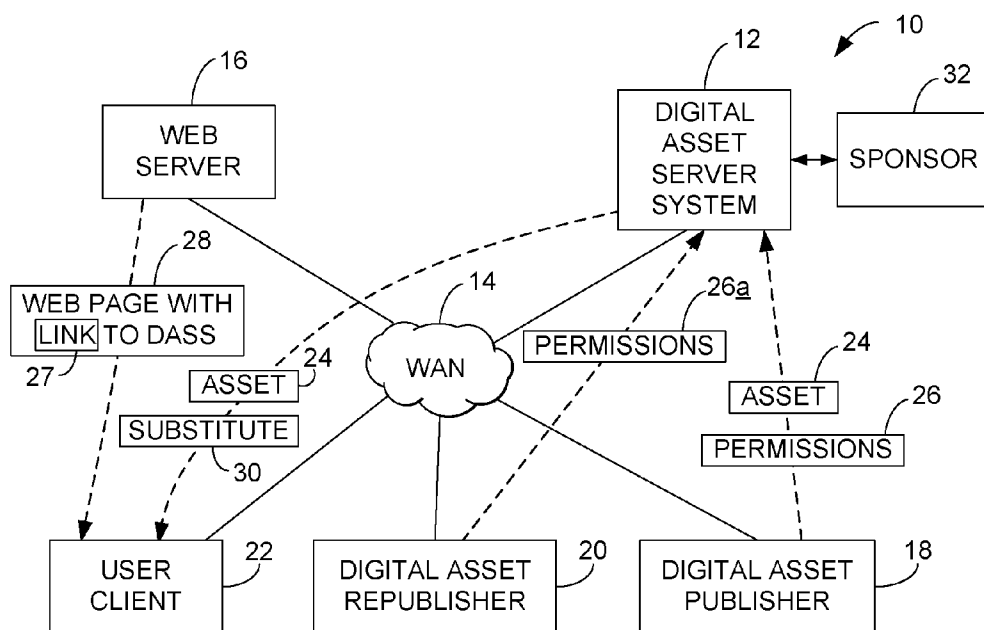 10
16
12
32
WEB
SERVER
DIGITAL
ASSET
SERVER
SYSTEM
SPONSOR
28
WEB PAGE WITH
LINK TO DASS
27
14
WAN
26a
PERMISSIONS
24
ASSET
SUBSTITUTE
30
24
ASSET
26
PERMISSIONS
USER
CLIENT
22
DIGITAL ASSET
REPUBLISHER
20
DIGITAL ASSET
PUBLISHER
18